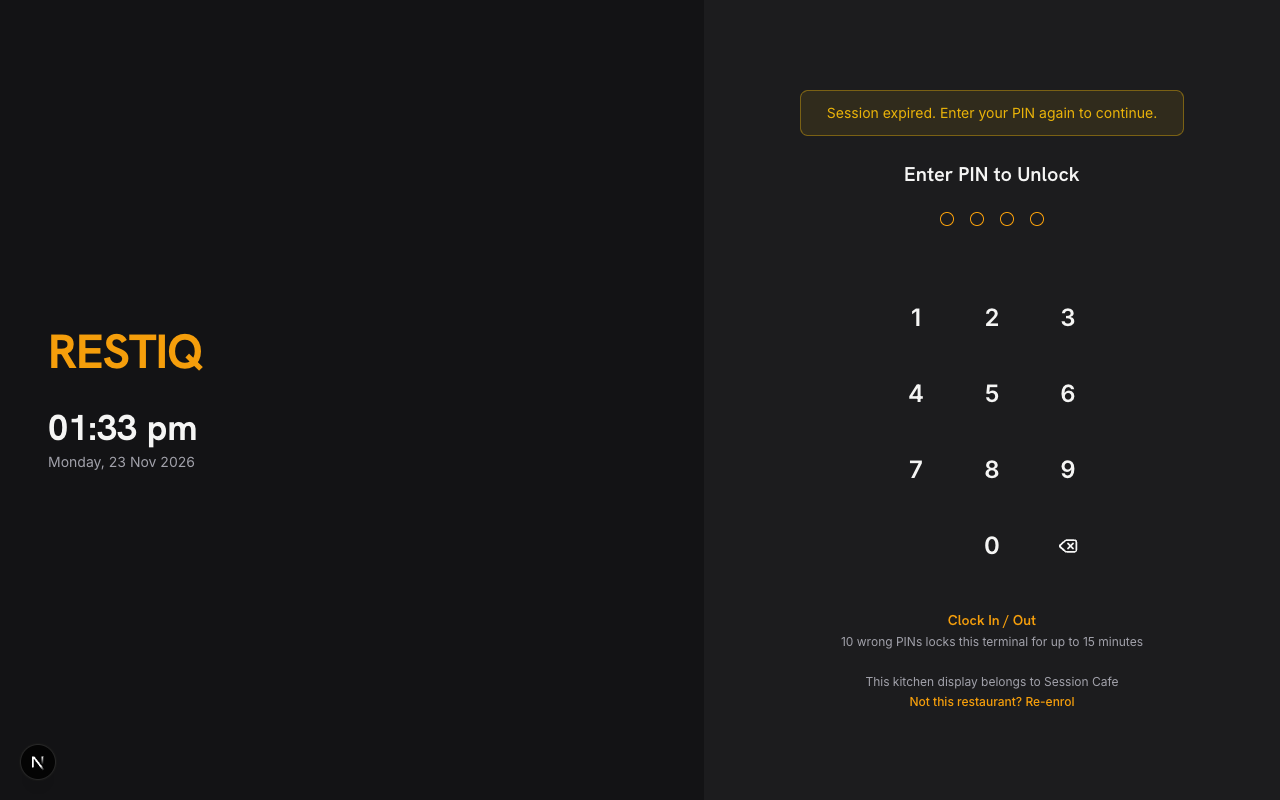 RESTIQ
01:33 pm
Monday, 23 Nov 2026
Session expired. Enter your PIN again to continue.
Enter PIN to Unlock
1 2 3
4 5 6
7 8 9
0
Clock In / Out
10 wrong PINs locks this terminal for up to 15 minutes
This kitchen display belongs to Session Cafe
Not this restaurant? Re-enrol
N